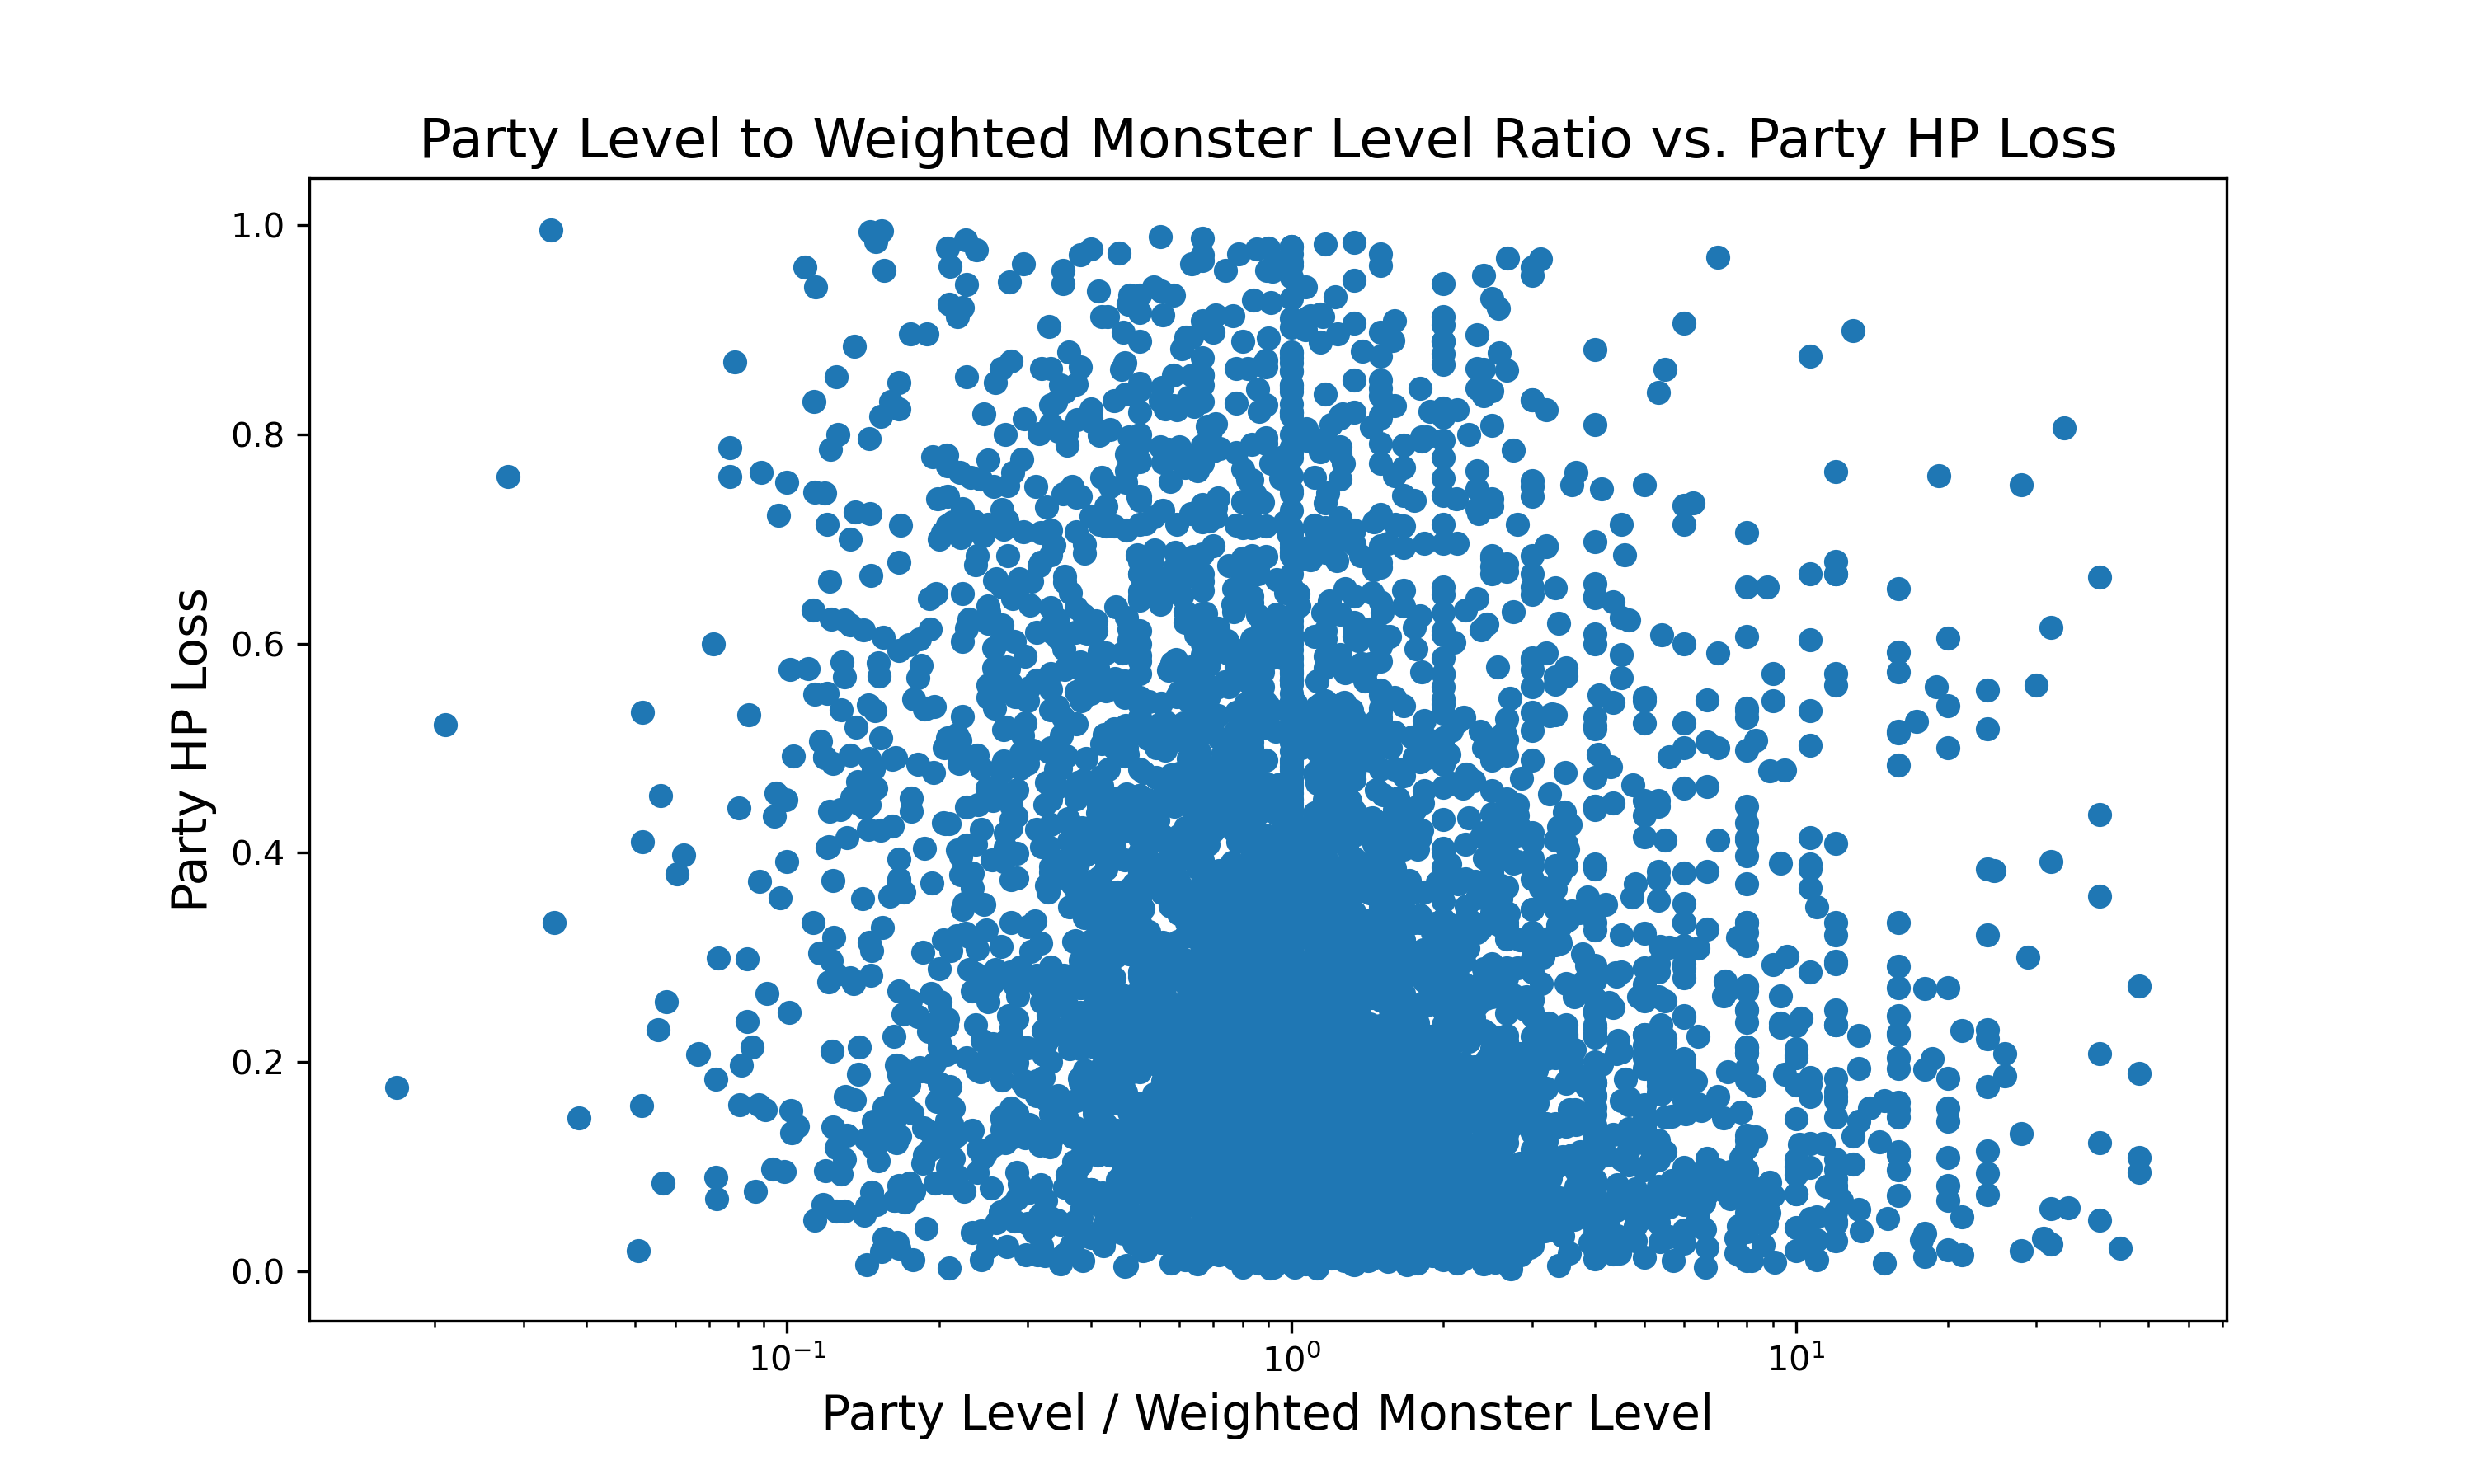 Party Level to Weighted Monster Level Ratio vs. Party HP Loss
Party HP Loss
1.0
0.8
0.6
0.4
0.2
0.0
10⁻¹ 10⁰ 10¹
Party Level / Weighted Monster Level